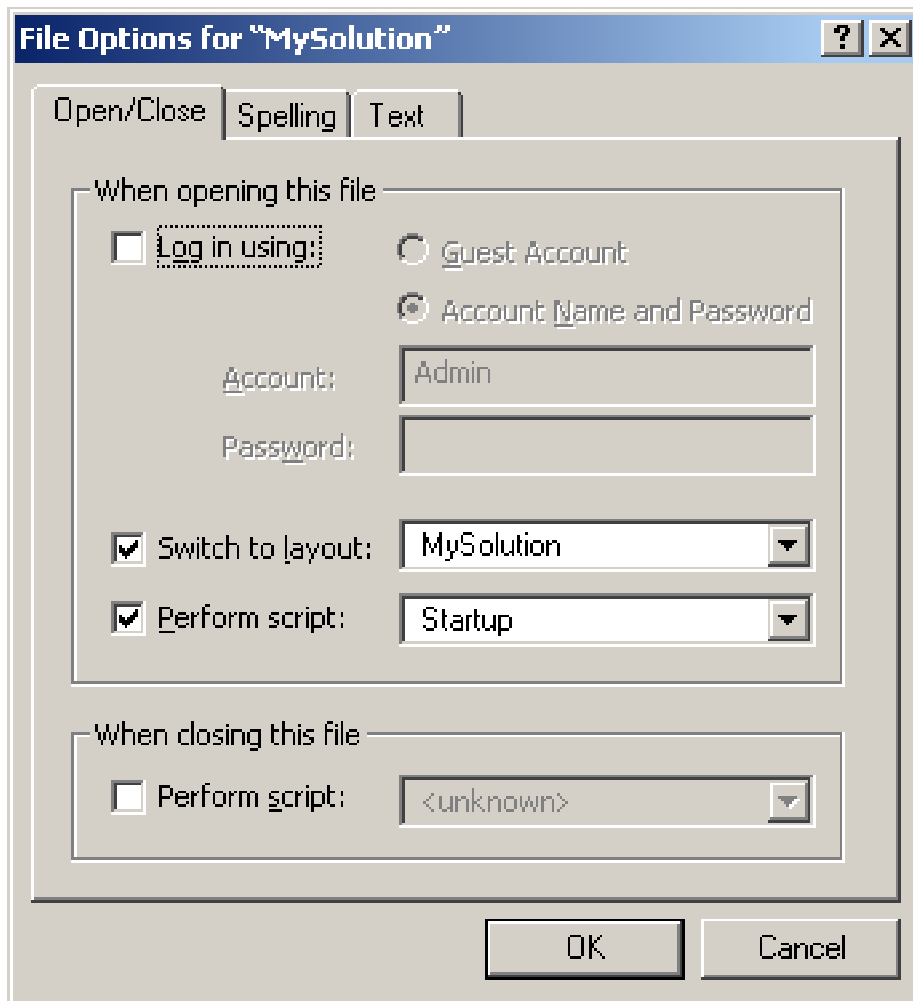 File Options for “MySolution”
Open/Close Spelling Text
When opening this file
Log in using: Guest Account
Account Name and Password
Account: Admin
Password:
Switch to layout: MySolution
Perform script: Startup
When closing this file
Perform script: <unknown>
OK Cancel